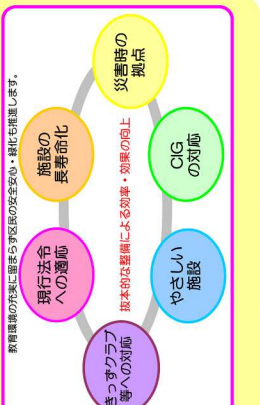 教育環境の充実に留まらず区民の安全安心・緑化も推進します。
施設の
長寿命化
災害時の
拠点
現行法令
への適応
抜本的な整備による効率・効果の向上
CIG
の対応
きっずクラブ
等への対応
やさしい
施設